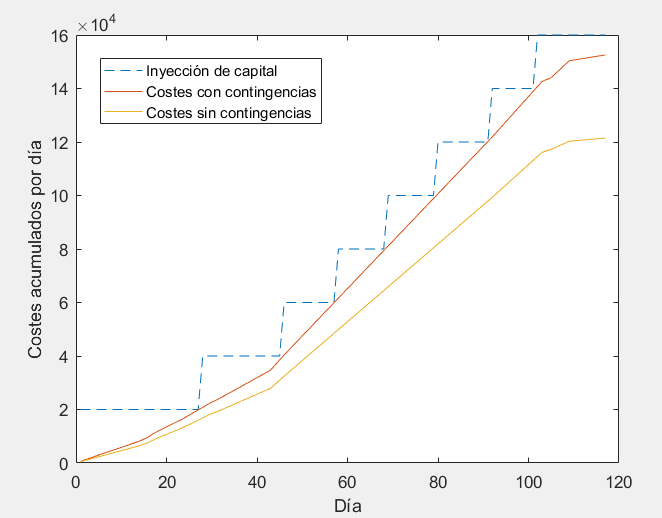 ×10⁴
16
14
12
10
8
6
4
2
0
Costes acumulados por día
Inyección de capital
Costes con contingencias
Costes sin contingencias
0 20 40 60 80 100 120
Día